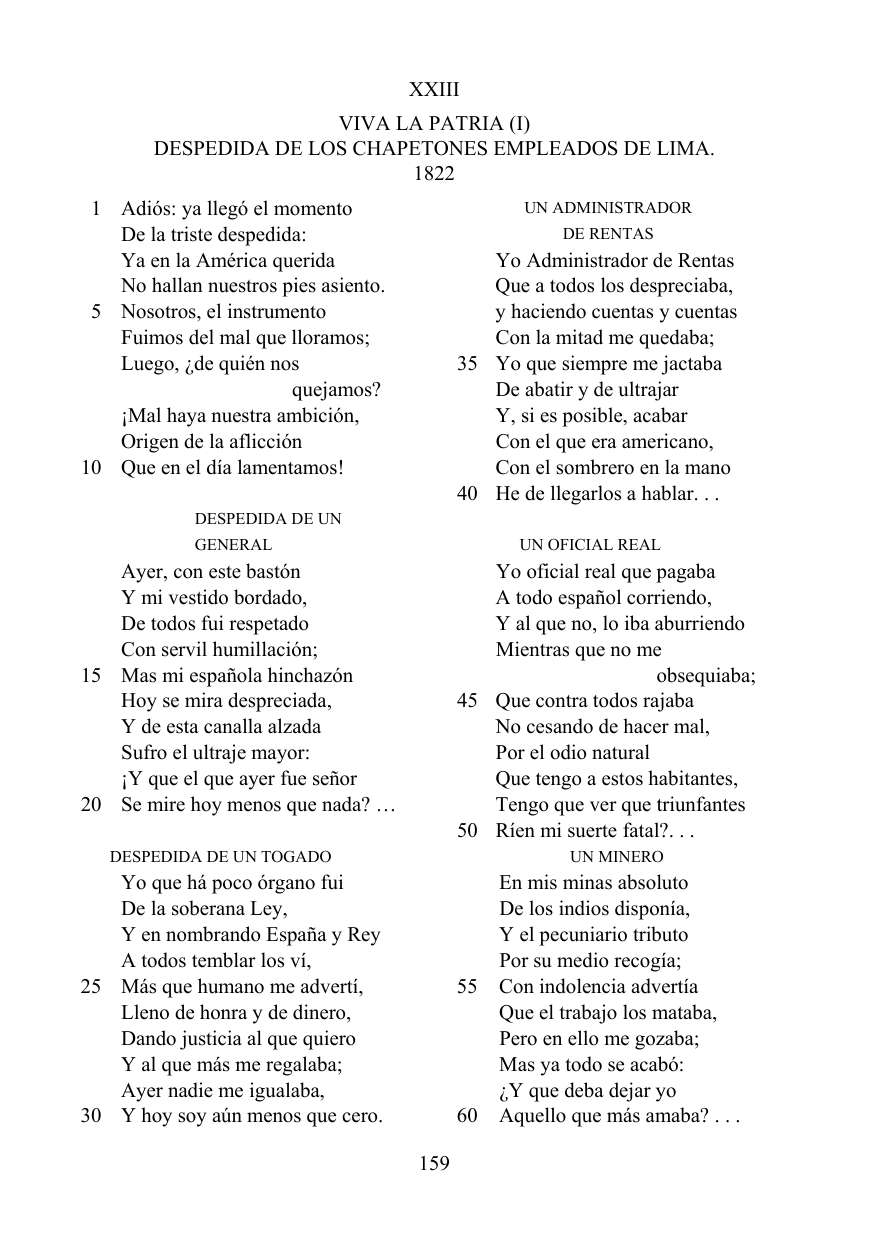 XXIII
VIVA LA PATRIA (I)
DESPEDIDA DE LOS CHAPETONES EMPLEADOS DE LIMA.
1822
1 Adiós: ya llegó el momento
De la triste despedida:
Ya en la América querida
No hallan nuestros pies asiento.
5 Nosotros, el instrumento
Fuimos del mal que lloramos;
Luego, ¿de quién nos
quejamos?
¡Mal haya nuestra ambición,
Origen de la aflicción
10 Que en el día lamentamos!
DESPEDIDA DE UN
GENERAL
Ayer, con este bastón
Y mi vestido bordado,
De todos fui respetado
Con servil humillación;
15 Mas mi española hinchazón
Hoy se mira despreciada,
Y de esta canalla alzada
Sufro el ultraje mayor:
¡Y que el que ayer fue señor
20 Se mire hoy menos que nada? …
DESPEDIDA DE UN TOGADO
Yo que há poco órgano fui
De la soberana Ley,
Y en nombrando España y Rey
A todos temblar los ví,
25 Más que humano me advertí,
Lleno de honra y de dinero,
Dando justicia al que quiero
Y al que más me regalaba;
Ayer nadie me igualaba,
30 Y hoy soy aún menos que cero.
UN ADMINISTRADOR
DE RENTAS
Yo Administrador de Rentas
Que a todos los despreciaba,
y haciendo cuentas y cuentas
Con la mitad me quedaba;
35 Yo que siempre me jactaba
De abatir y de ultrajar
Y, si es posible, acabar
Con el que era americano,
Con el sombrero en la mano
40 He de llegarlos a hablar. . .
UN OFICIAL REAL
Yo oficial real que pagaba
A todo español corriendo,
Y al que no, lo iba aburriendo
Mientras que no me
obsequiaba;
45 Que contra todos rajaba
No cesando de hacer mal,
Por el odio natural
Que tengo a estos habitantes,
Tengo que ver que triunfantes
50 Ríen mi suerte fatal?. . .
UN MINERO
En mis minas absoluto
De los indios disponía,
Y el pecuniario tributo
Por su medio recogía;
55 Con indolencia advertía
Que el trabajo los mataba,
Pero en ello me gozaba;
Mas ya todo se acabó:
¿Y que deba dejar yo
60 Aquello que más amaba? . . .
159